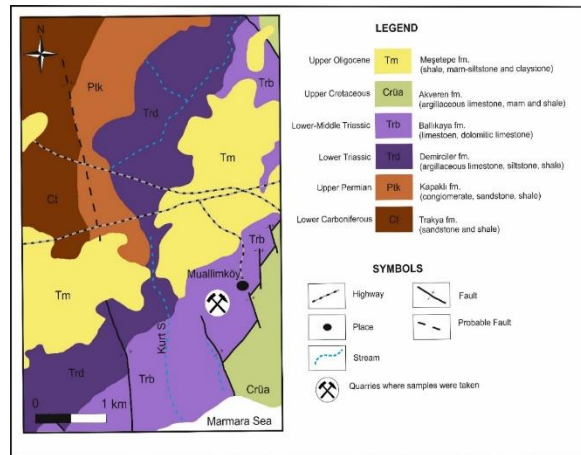 N
Ptk
Trd
Trb
Tm
Ct
Trb
Muallimköy
Tm
Kurt S.
Trd
Trb
Crüa
0 1 km
Marmara Sea
LEGEND
Upper Oligocene Tm Meşetepe fm.
(shale, marn-siltstone and claystone)
Upper Cretaceous Crüa Akveren fm.
(argillaceous limestone, marn and shale)
Lower-Middle Triassic Trb Ballıkaya fm.
(limestoen, dolomitic limestone)
Lower Triassic Trd Demirciler fm.
(argillaceous limestone, siltstone, shale)
Upper Permian Ptk Kapaklı fm.
(conglomerate, sandstone, shale)
Lower Carboniferous Ct Trakya fm.
(sandstone and shale)
SYMBOLS
Highway Fault
Place Probable Fault
Stream
Quarries where samples were taken